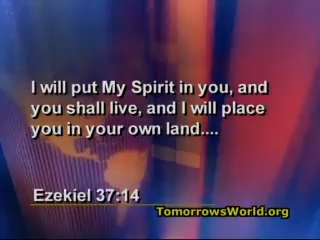 I will put My Spirit in you, and
you shall live, and I will place
you in your own land....
Ezekiel 37:14
TomorrowsWorld.org